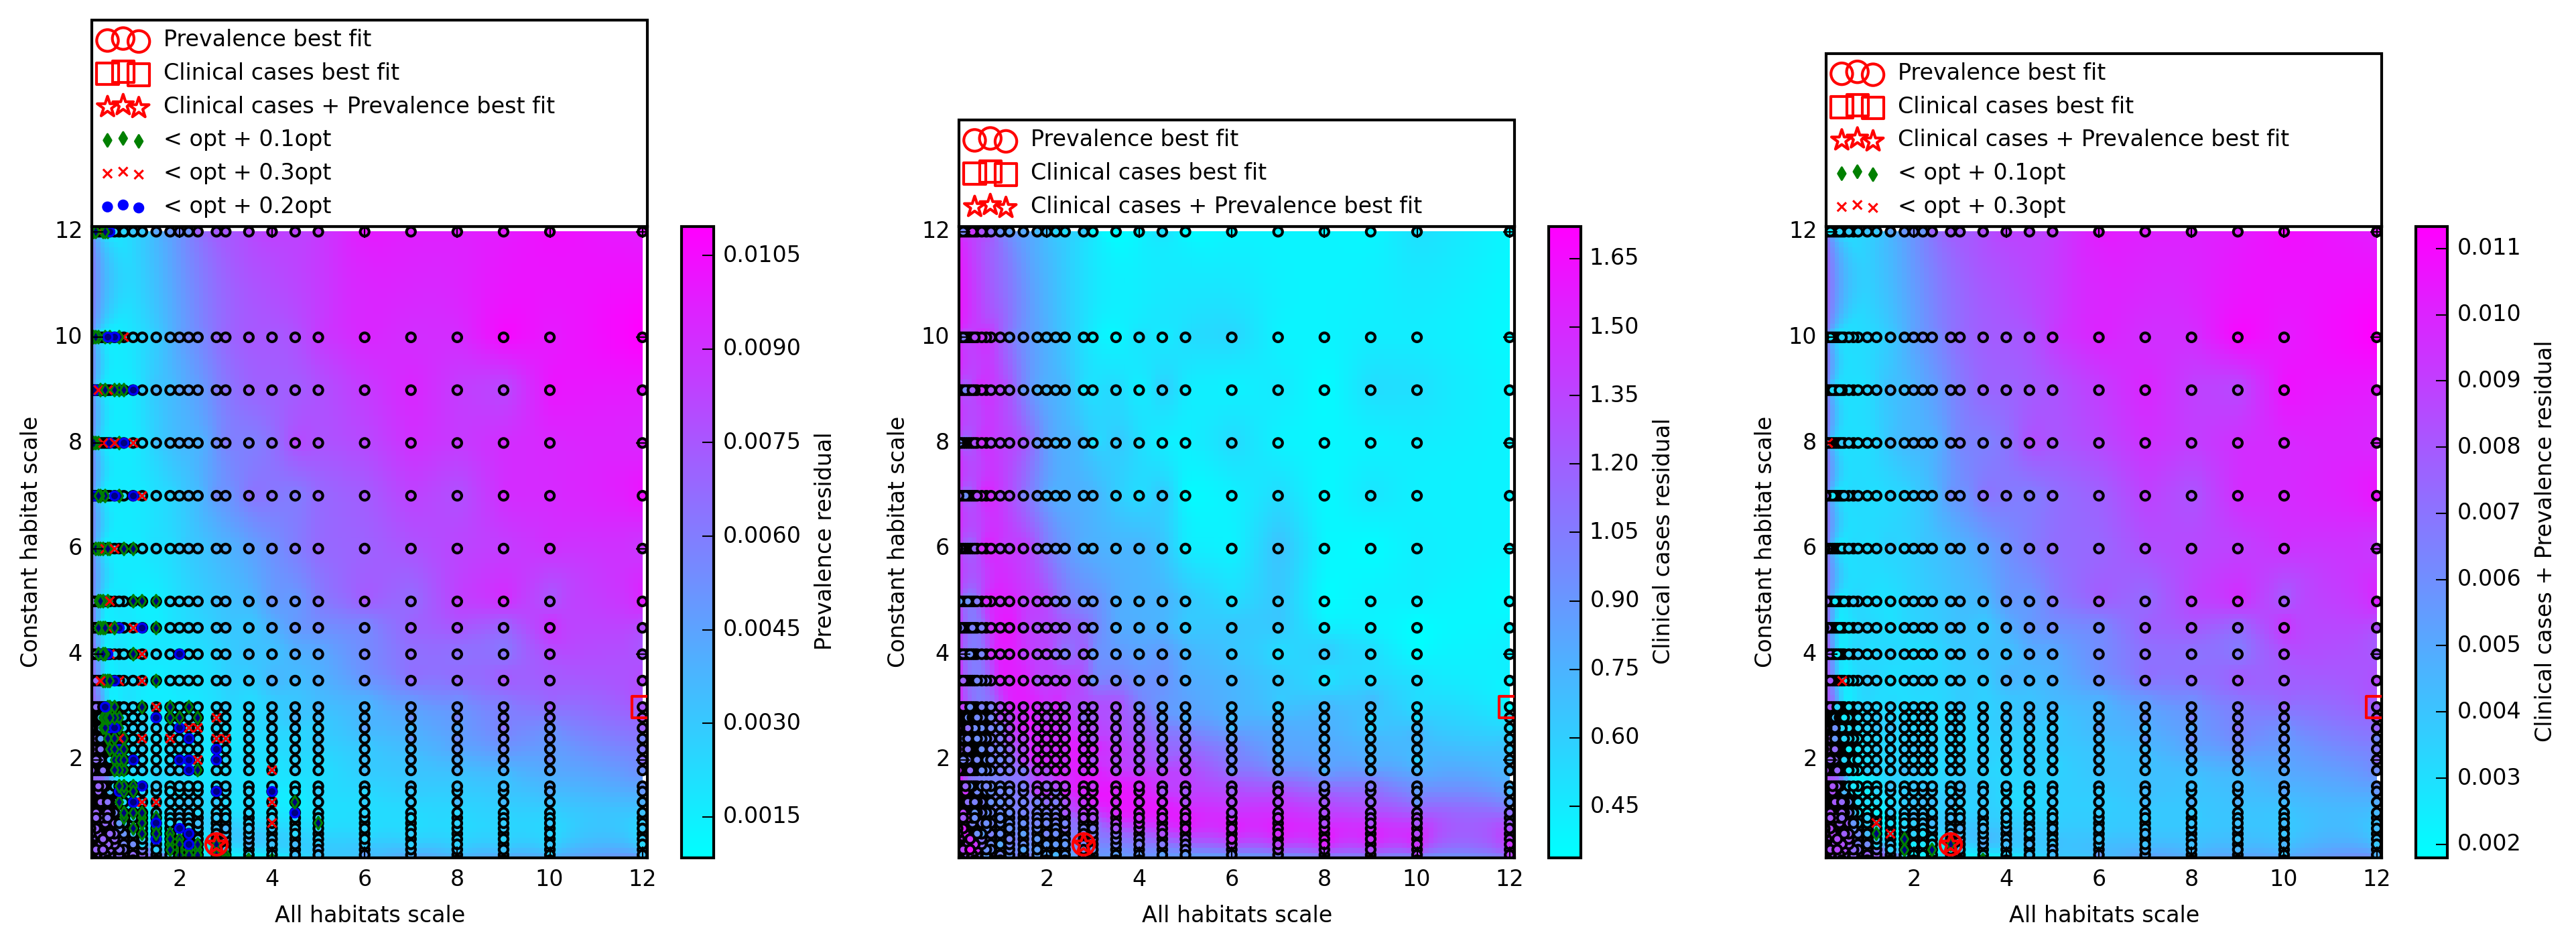 Prevalence best fit
Clinical cases best fit
Clinical cases + Prevalence best fit
< opt + 0.1opt
< opt + 0.3opt
< opt + 0.2opt
12
10
8
6
4
2
Constant habitat scale
2 4 6 8 10 12
All habitats scale
0.0105
0.0090
0.0075
0.0060
0.0045
0.0030
0.0015
Prevalence residual
Prevalence best fit
Clinical cases best fit
Clinical cases + Prevalence best fit
12
10
8
6
4
2
Constant habitat scale
2 4 6 8 10 12
All habitats scale
1.65
1.50
1.35
1.20
1.05
0.90
0.75
0.60
0.45
Clinical cases residual
Prevalence best fit
Clinical cases best fit
Clinical cases + Prevalence best fit
< opt + 0.1opt
< opt + 0.3opt
12
10
8
6
4
2
Constant habitat scale
2 4 6 8 10 12
All habitats scale
0.011
0.010
0.009
0.008
0.007
0.006
0.005
0.004
0.003
0.002
Clinical cases + Prevalence residual